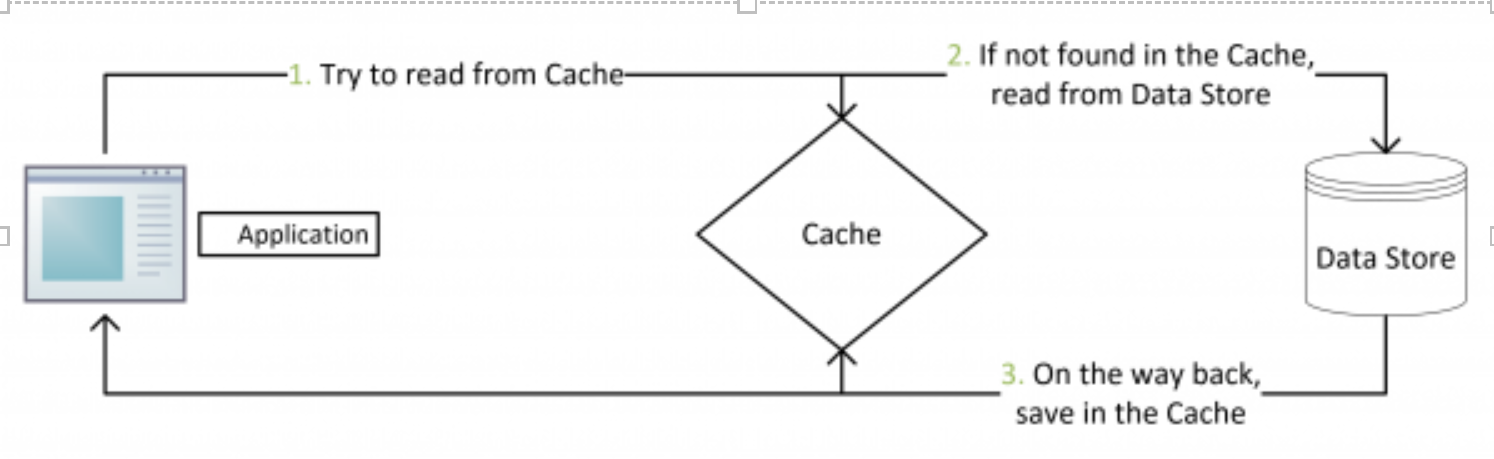 1. Try to read from Cache
2. If not found in the Cache,
read from Data Store
Application
Cache
Data Store
3. On the way back,
save in the Cache